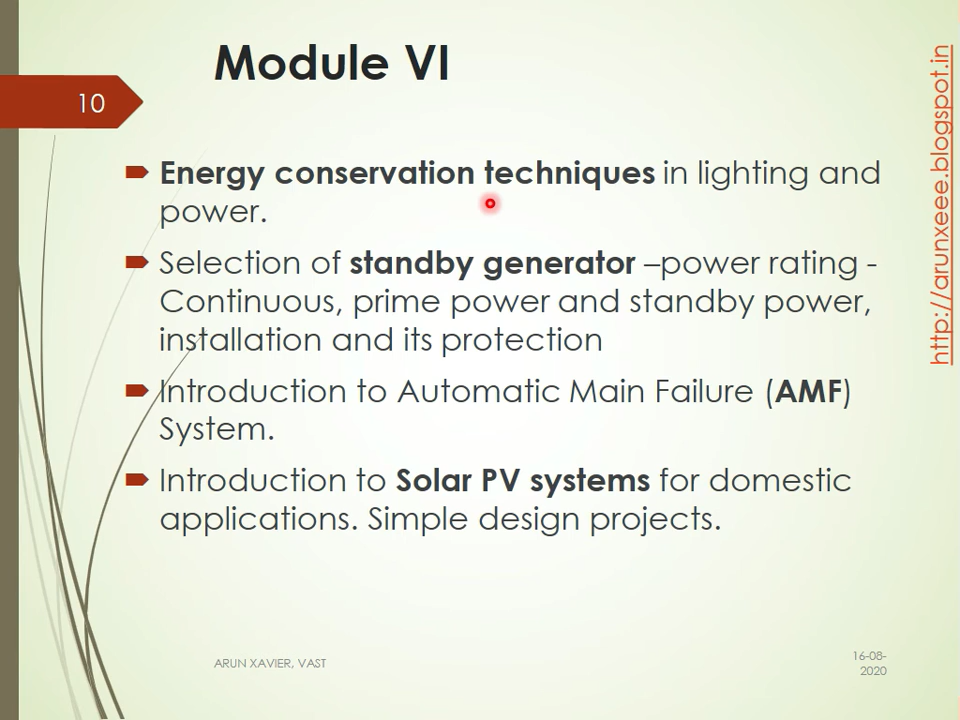 Module VI
10
Energy conservation techniques in lighting and
power.
Selection of standby generator –power rating -
Continuous, prime power and standby power,
installation and its protection
Introduction to Automatic Main Failure (AMF)
System.
Introduction to Solar PV systems for domestic
applications. Simple design projects.
http://arunxeee.blogspot.in
ARUN XAVIER, VAST
16-08-
2020